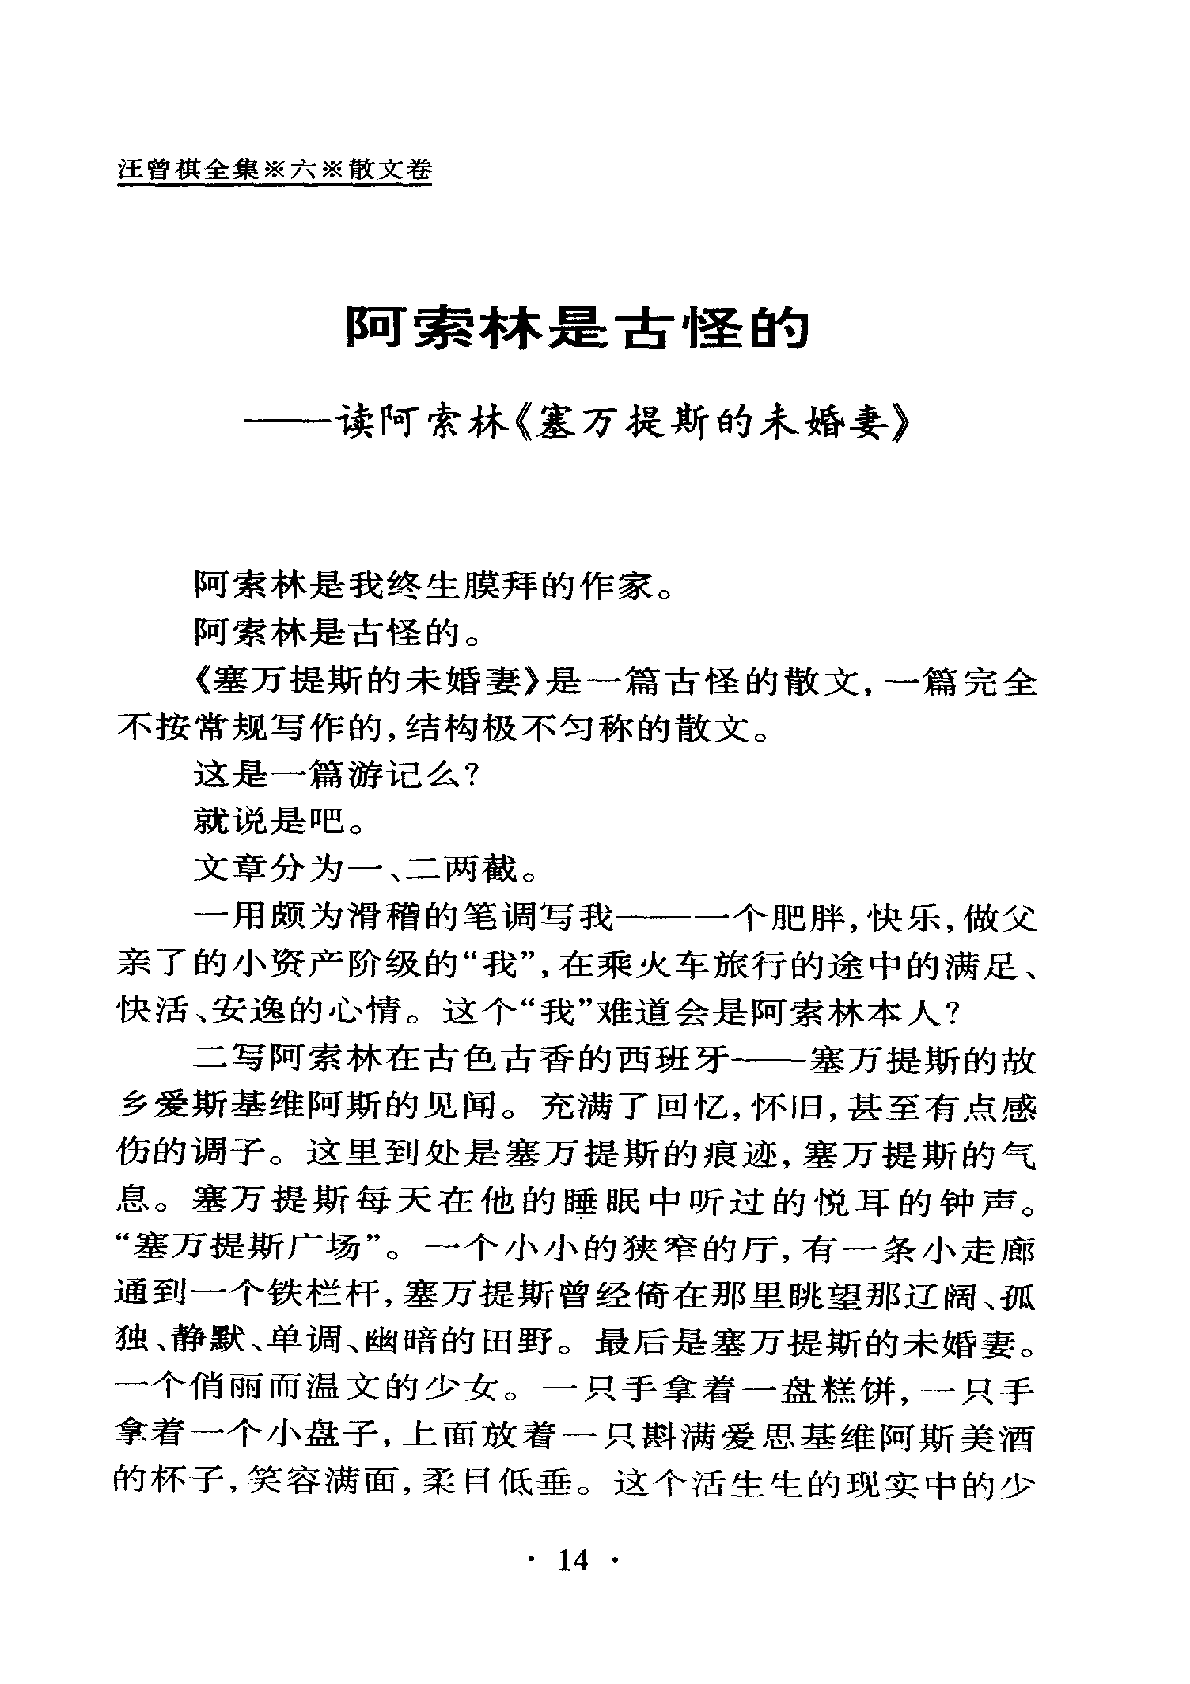 汪曾祺全集※六※散文卷
阿索林是古怪的
——读阿索林《塞万提斯的未婚妻》
阿索林是我终生膜拜的作家。
阿索林是古怪的。
《塞万提斯的未婚妻》是一篇古怪的散文，一篇完全
不按常规写作的，结构极不匀称的散文。
这是一篇游记么？
就说是吧。
文章分为一、二两截。
一用颇为滑稽的笔调写我——一个肥胖，快乐，做父
亲了的小资产阶级的“我”，在乘火车旅行的途中的满足、
快活、安逸的心情。这个“我”难道会是阿索林本人？
二写阿索林在古色古香的西班牙——塞万提斯的故
乡爱斯基维阿斯的见闻。充满了回忆，怀旧，甚至有点感
伤的调子。这里到处是塞万提斯的痕迹，塞万提斯的气
息。塞万提斯每天在他的睡眠中听过的悦耳的钟声。
“塞万提斯广场”。一个小小的狭窄的厅，有一条小走廊
通到一个铁栏杆，塞万提斯曾经倚在那里眺望那辽阔、孤
独、静默、单调、幽暗的田野。最后是塞万提斯的未婚妻。
一个俏丽而温文的少女。一只手拿着一盘糕饼，一只手
拿着一个小盘子，上面放着一只斟满爱思基维阿斯美酒
的杯子，笑容满面，柔目低垂。这个活生生的现实中的少
· 14 ·